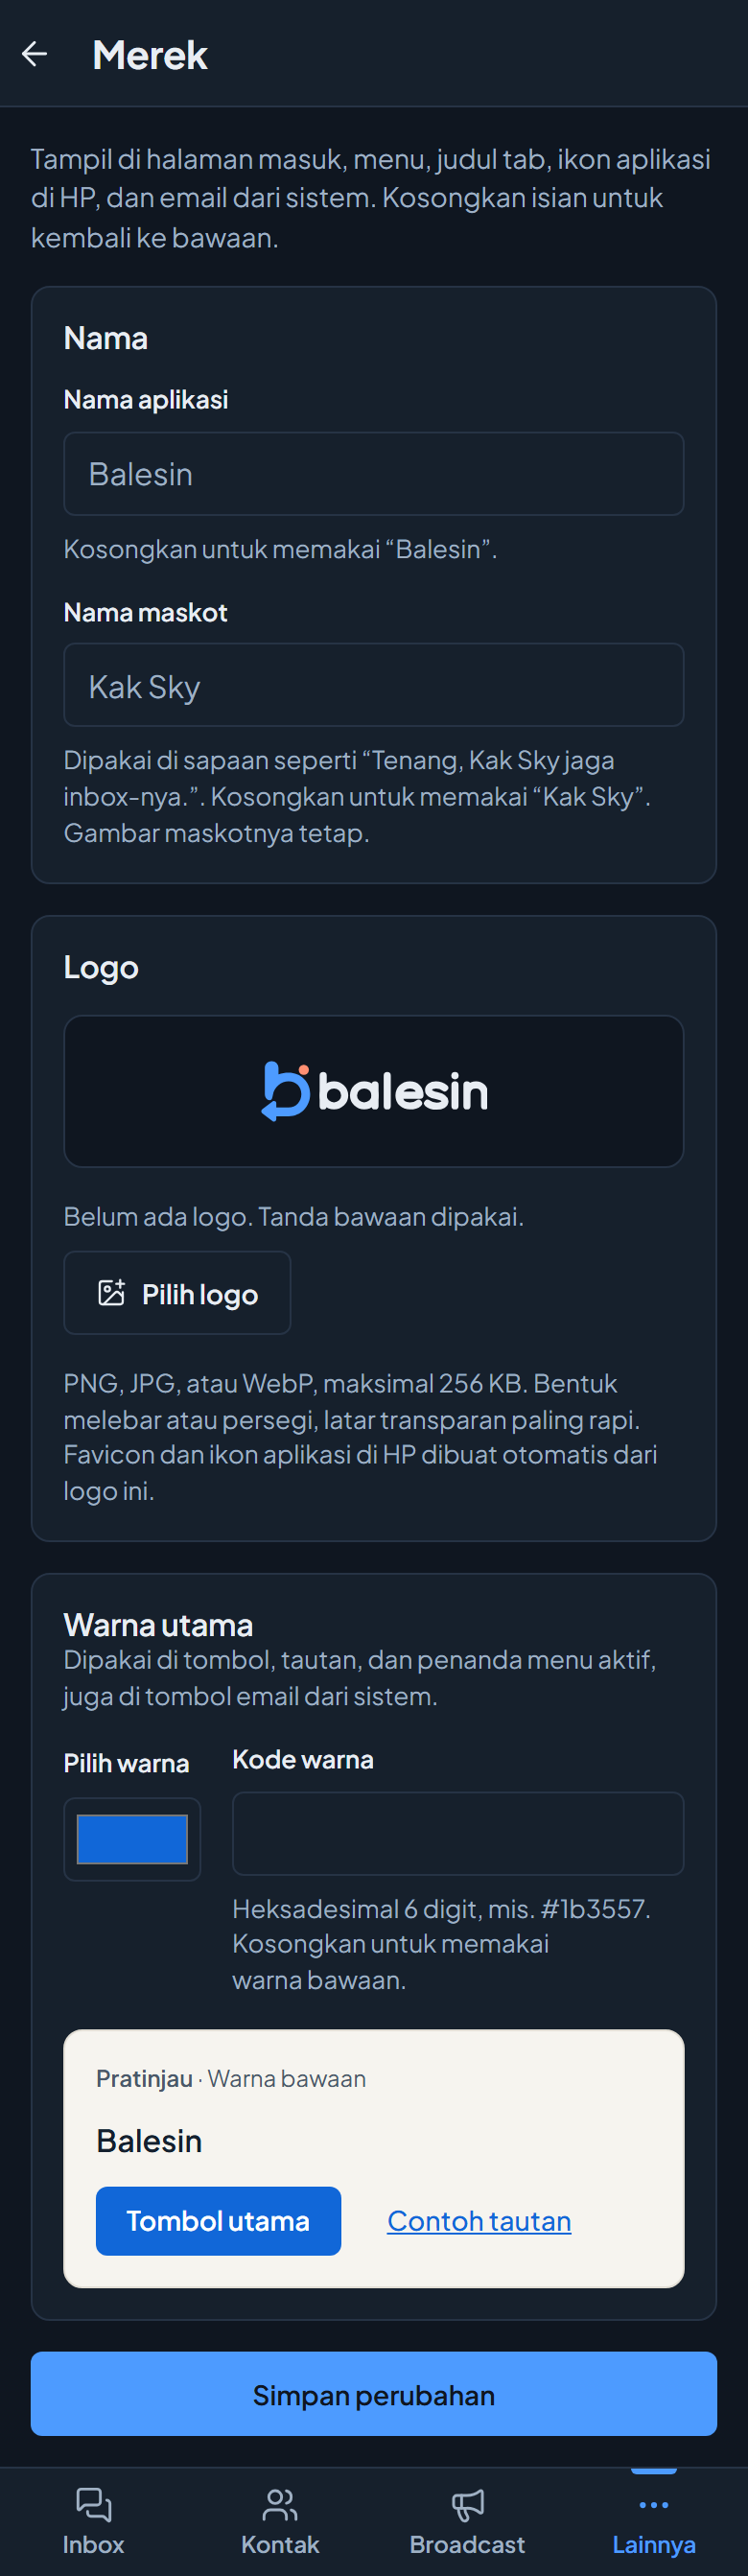 Merek
Tampil di halaman masuk, menu, judul tab, ikon aplikasi
di HP, dan email dari sistem. Kosongkan isian untuk
kembali ke bawaan.
Nama
Nama aplikasi
Balesin
Kosongkan untuk memakai “Balesin”.
Nama maskot
Kak Sky
Dipakai di sapaan seperti “Tenang, Kak Sky jaga
inbox-nya.”. Kosongkan untuk memakai “Kak Sky”.
Gambar maskotnya tetap.
Logo
balesin
Belum ada logo. Tanda bawaan dipakai.
Pilih logo
PNG, JPG, atau WebP, maksimal 256 KB. Bentuk
melebar atau persegi, latar transparan paling rapi.
Favicon dan ikon aplikasi di HP dibuat otomatis dari
logo ini.
Warna utama
Dipakai di tombol, tautan, dan penanda menu aktif,
juga di tombol email dari sistem.
Pilih warna
Kode warna
Heksadesimal 6 digit, mis. #1b3557.
Kosongkan untuk memakai
warna bawaan.
Pratinjau · Warna bawaan
Balesin
Tombol utama
Contoh tautan
Simpan perubahan
Inbox
Kontak
Broadcast
Lainnya